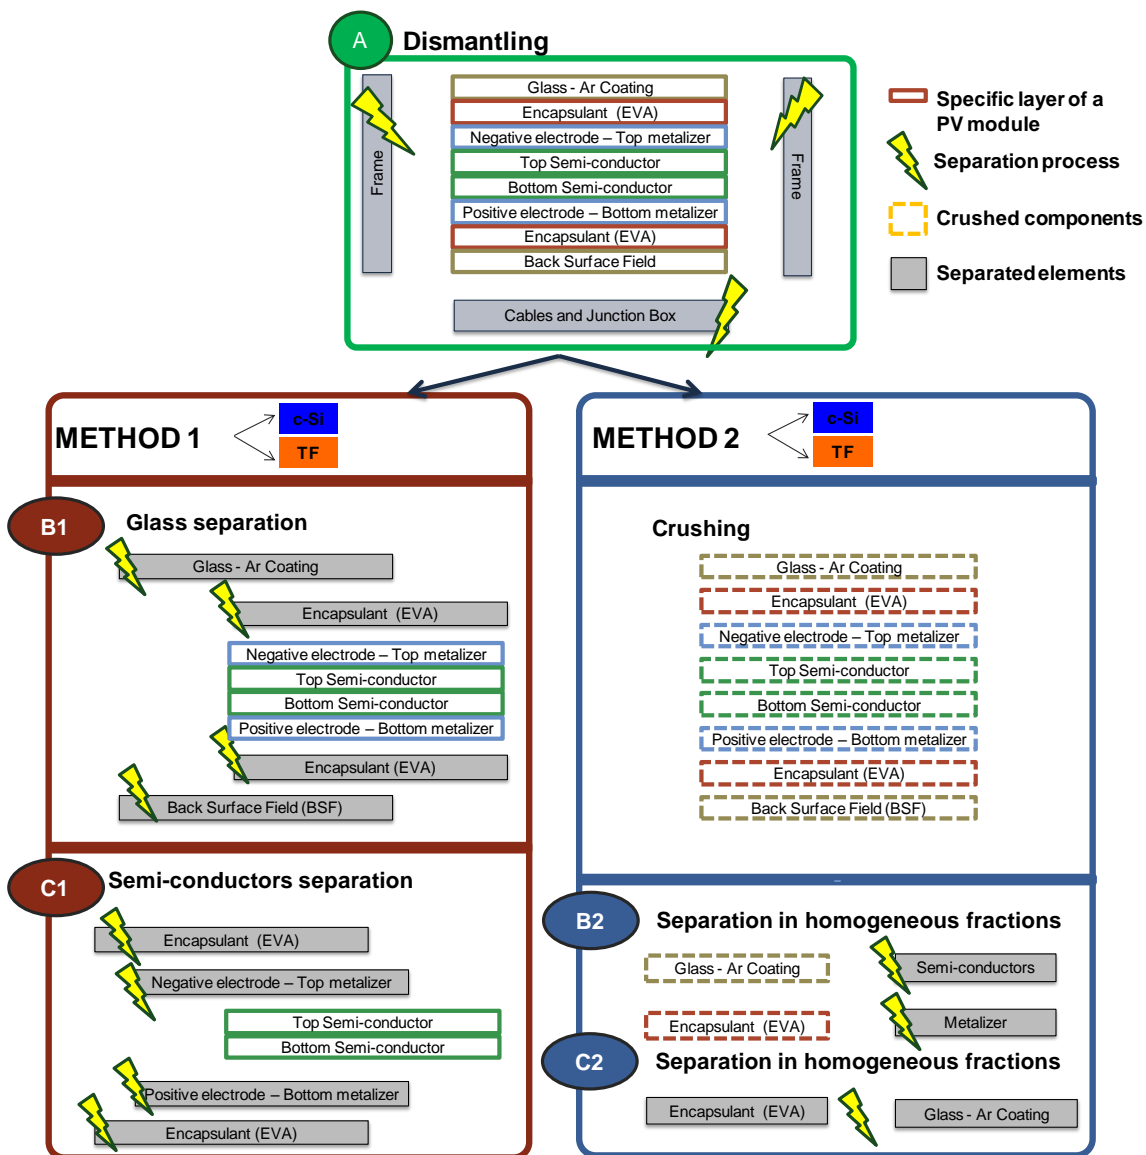 A
Dismantling
Glass - Ar Coating
Encapsulant (EVA)
Negative electrode – Top metalizer
Top Semi-conductor
Bottom Semi-conductor
Positive electrode – Bottom metalizer
Encapsulant (EVA)
Back Surface Field
Frame
Frame
Cables and Junction Box
Specific layer of a
PV module
Separation process
Crushed components
Separated elements
METHOD 1
c-Si
TF
B1
Glass separation
Glass - Ar Coating
Encapsulant (EVA)
Negative electrode – Top metalizer
Top Semi-conductor
Bottom Semi-conductor
Positive electrode – Bottom metalizer
Encapsulant (EVA)
Back Surface Field (BSF)
C1
Semi-conductors separation
Encapsulant (EVA)
Negative electrode – Top metalizer
Top Semi-conductor
Bottom Semi-conductor
Positive electrode – Bottom metalizer
Encapsulant (EVA)
METHOD 2
c-Si
TF
Crushing
Glass - Ar Coating
Encapsulant (EVA)
Negative electrode – Top metalizer
Top Semi-conductor
Bottom Semi-conductor
Positive electrode – Bottom metalizer
Encapsulant (EVA)
Back Surface Field (BSF)
B2
Separation in homogeneous fractions
Glass - Ar Coating
Semi-conductors
Encapsulant (EVA)
Metalizer
C2
Separation in homogeneous fractions
Encapsulant (EVA)
Glass - Ar Coating